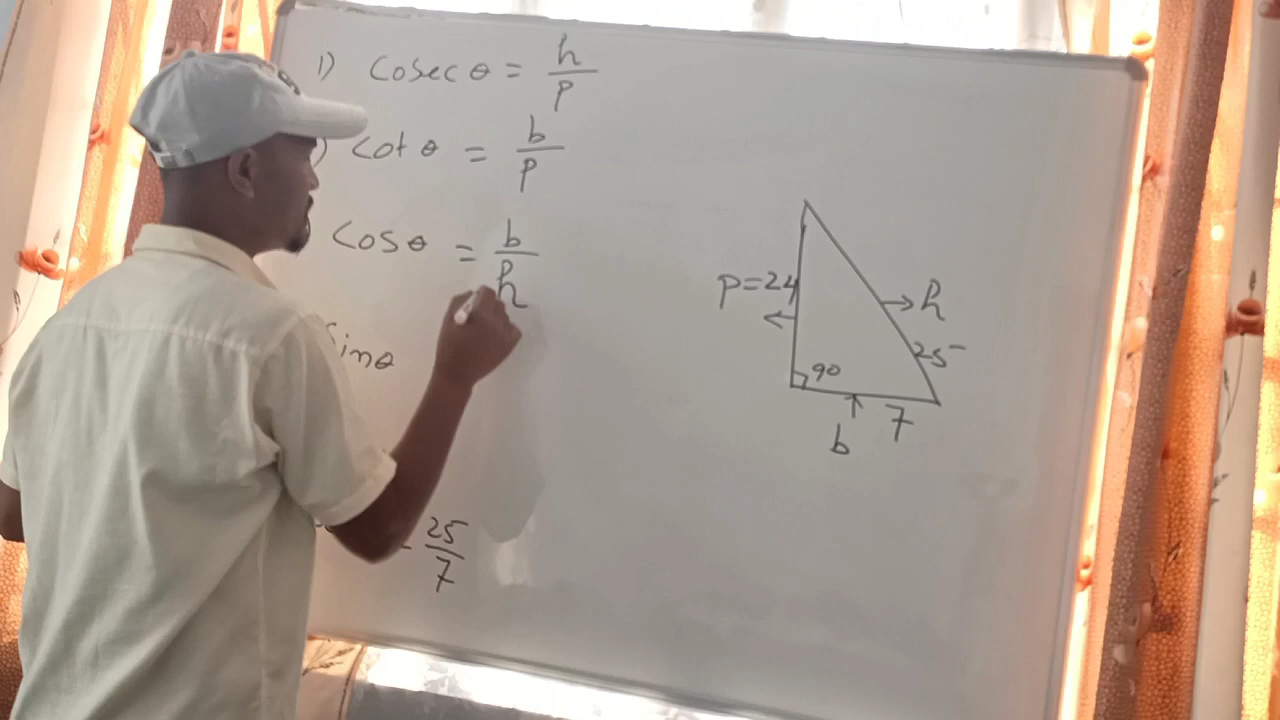 1) Cosec θ = h/p
) Cot θ = b/p
Cos θ = b/h
Sin θ
= 25/7
P=24
h
25
90
7
b